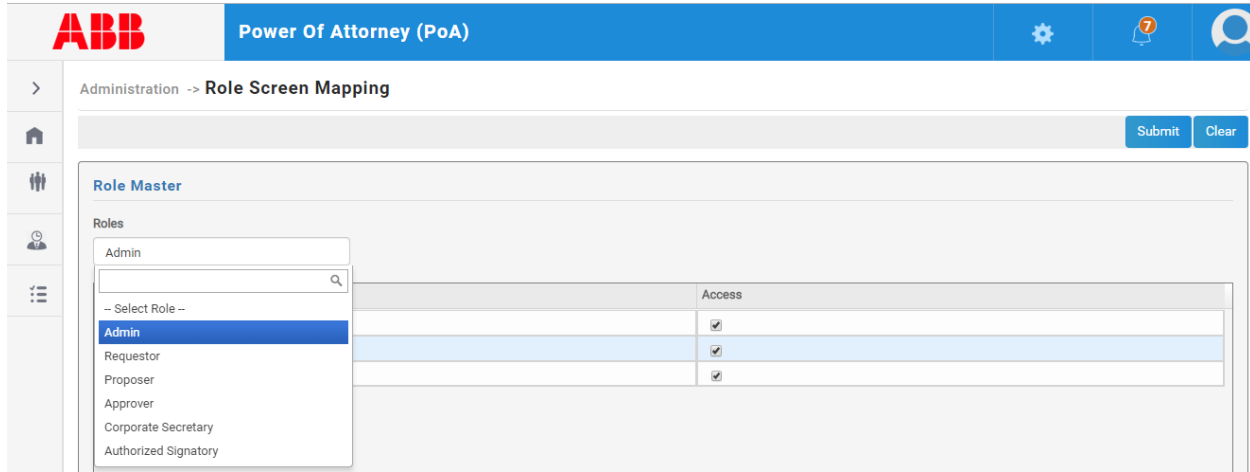 ABB
Power Of Attorney (PoA)
7
Administration -> Role Screen Mapping
Submit
Clear
Role Master
Roles
Admin
Access
-- Select Role --
Admin
Requestor
Proposer
Approver
Corporate Secretary
Authorized Signatory